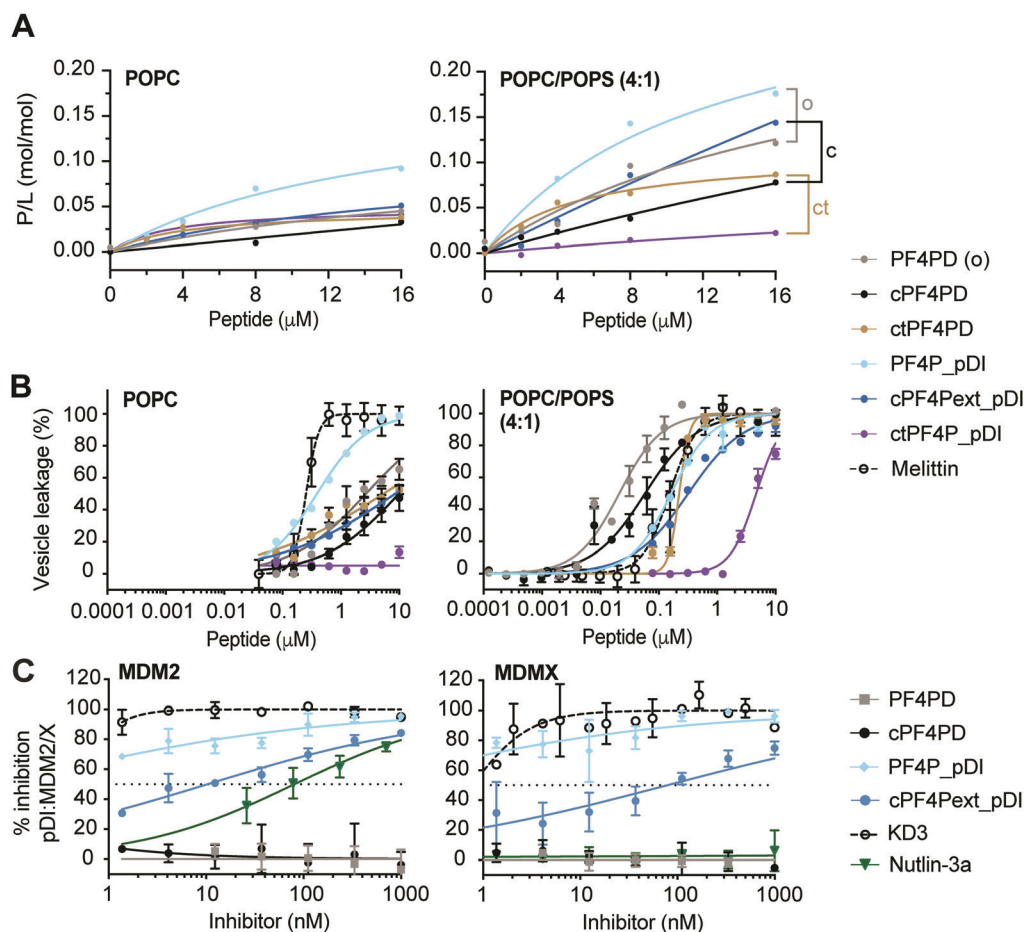 A
POPC
POPC/POPS (4:1)
P/L (mol/mol)
0.20
0.15
0.10
0.05
0.00
0 4 8 12 16
Peptide (μM)
0.20
0.15
0.10
0.05
0.00
0 4 8 12 16
Peptide (μM)
o
c
ct
PF4PD (o)
cPF4PD
ctPF4PD
PF4P_pDI
cPF4Pext_pDI
ctPF4P_pDI
Melittin
B
POPC
POPC/POPS
(4:1)
Vesicle leakage (%)
100
80
60
40
20
0
0.0001 0.001 0.01 0.1 1 10
Peptide (μM)
100
80
60
40
20
0
0.0001 0.001 0.01 0.1 1 10
Peptide (μM)
C
MDM2
MDMX
% inhibition
pDI:MDM2/X
120
100
80
60
40
20
0
1 10 100 1000
Inhibitor (nM)
120
100
80
60
40
20
0
1 10 100 1000
Inhibitor (nM)
PF4PD
cPF4PD
PF4P_pDI
cPF4Pext_pDI
KD3
Nutlin-3a